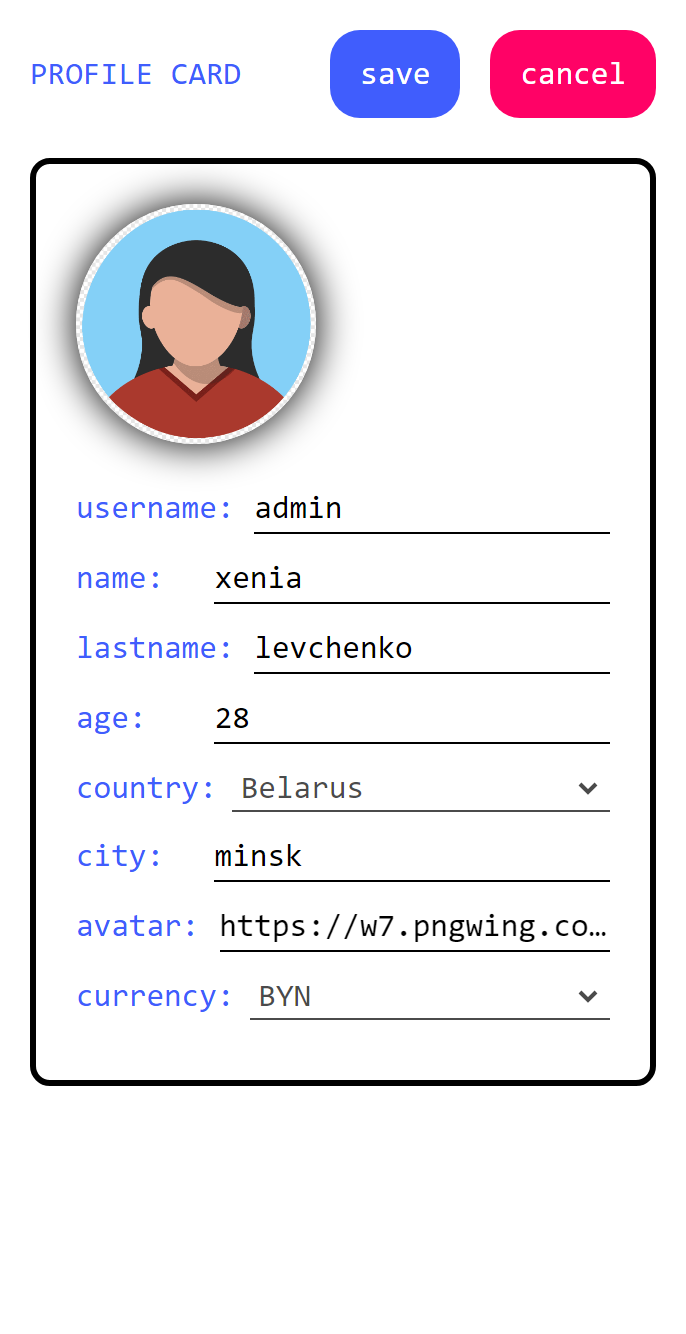 PROFILE CARD save cancel
username: admin
name: xenia
lastname: levchenko
age: 28
country: Belarus
city: minsk
avatar: https://w7.pngwing.co…
currency: BYN